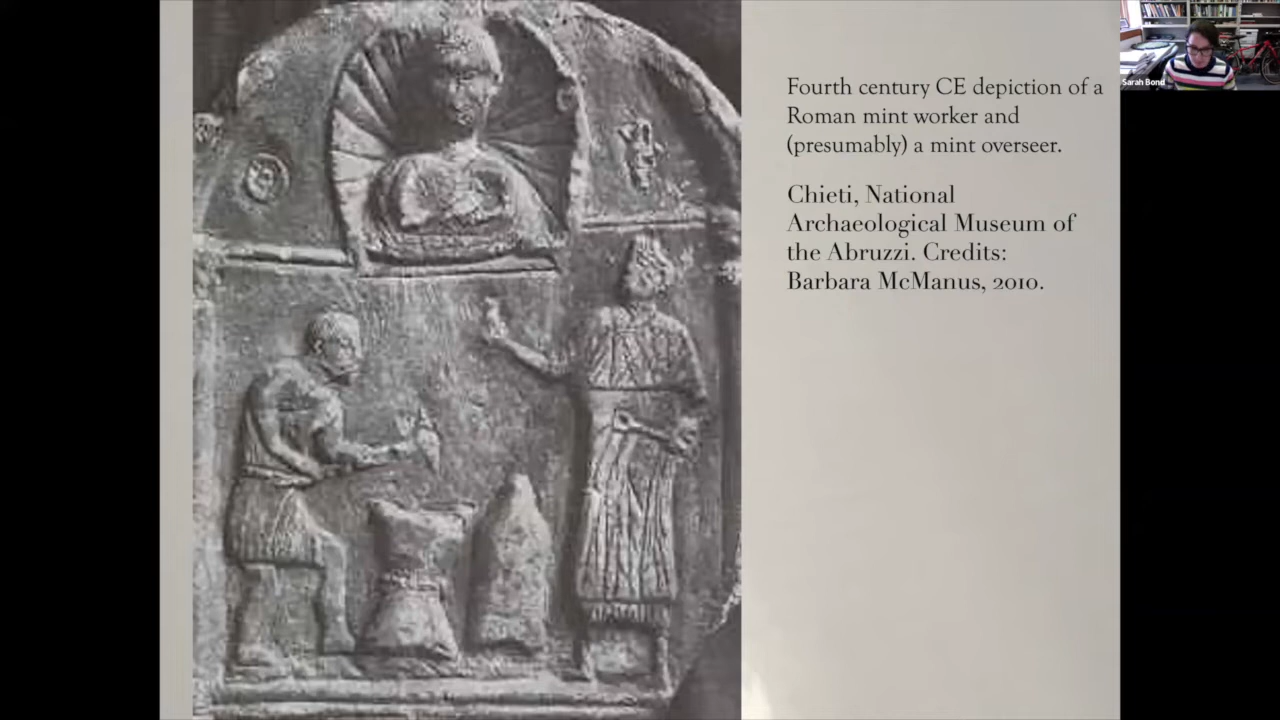 Fourth century CE depiction of a
Roman mint worker and
(presumably) a mint overseer.
Chieti, National
Archaeological Museum of
the Abruzzi. Credits:
Barbara McManus, 2010.
Sarah Bond